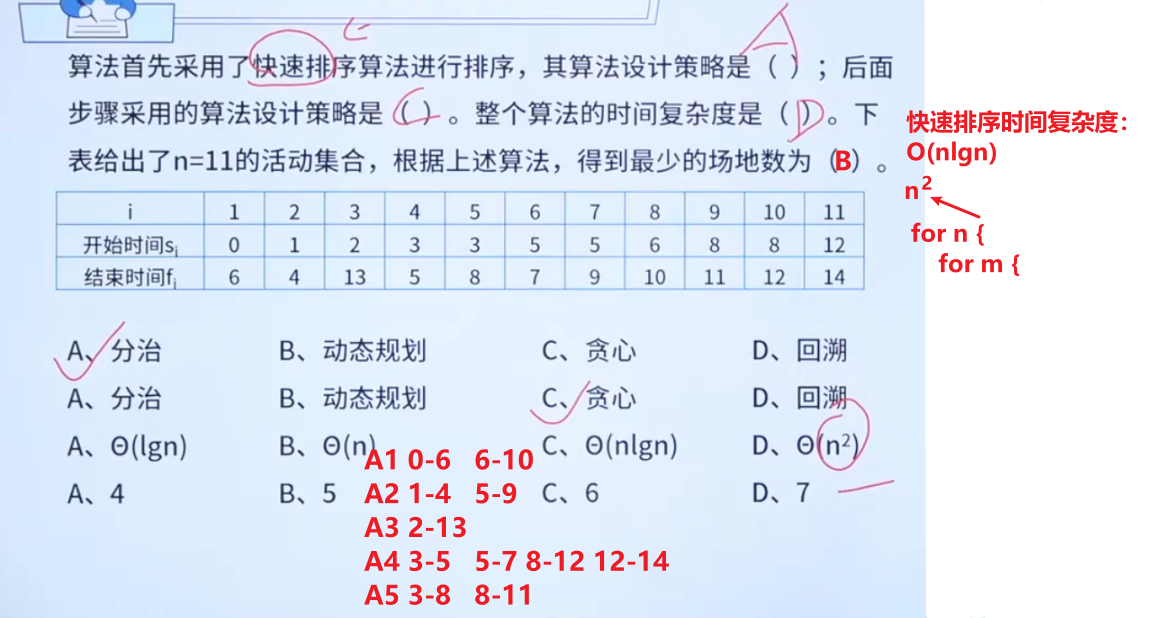 算法首先采用了快速排序算法进行排序，其算法设计策略是（ ）；后面
步骤采用的算法设计策略是（ ）。整个算法的时间复杂度是（ ）。下
表给出了n=11的活动集合，根据上述算法，得到最少的场地数为（B）。
C
A
C
D
快速排序时间复杂度：
O(nlgn)
n²
for n {
for m {
i 1 2 3 4 5 6 7 8 9 10 11
开始时间sᵢ 0 1 2 3 3 5 5 6 8 8 12
结束时间fᵢ 6 4 13 5 8 7 9 10 11 12 14
A、分治 B、动态规划 C、贪心 D、回溯
A、分治 B、动态规划 C、贪心 D、回溯
A、Θ(lgn) B、Θ(n) C、Θ(nlgn) D、Θ(n²)
A、4 B、5 C、6 D、7
A1 0-6 6-10
A2 1-4 5-9
A3 2-13
A4 3-5 5-7 8-12 12-14
A5 3-8 8-11